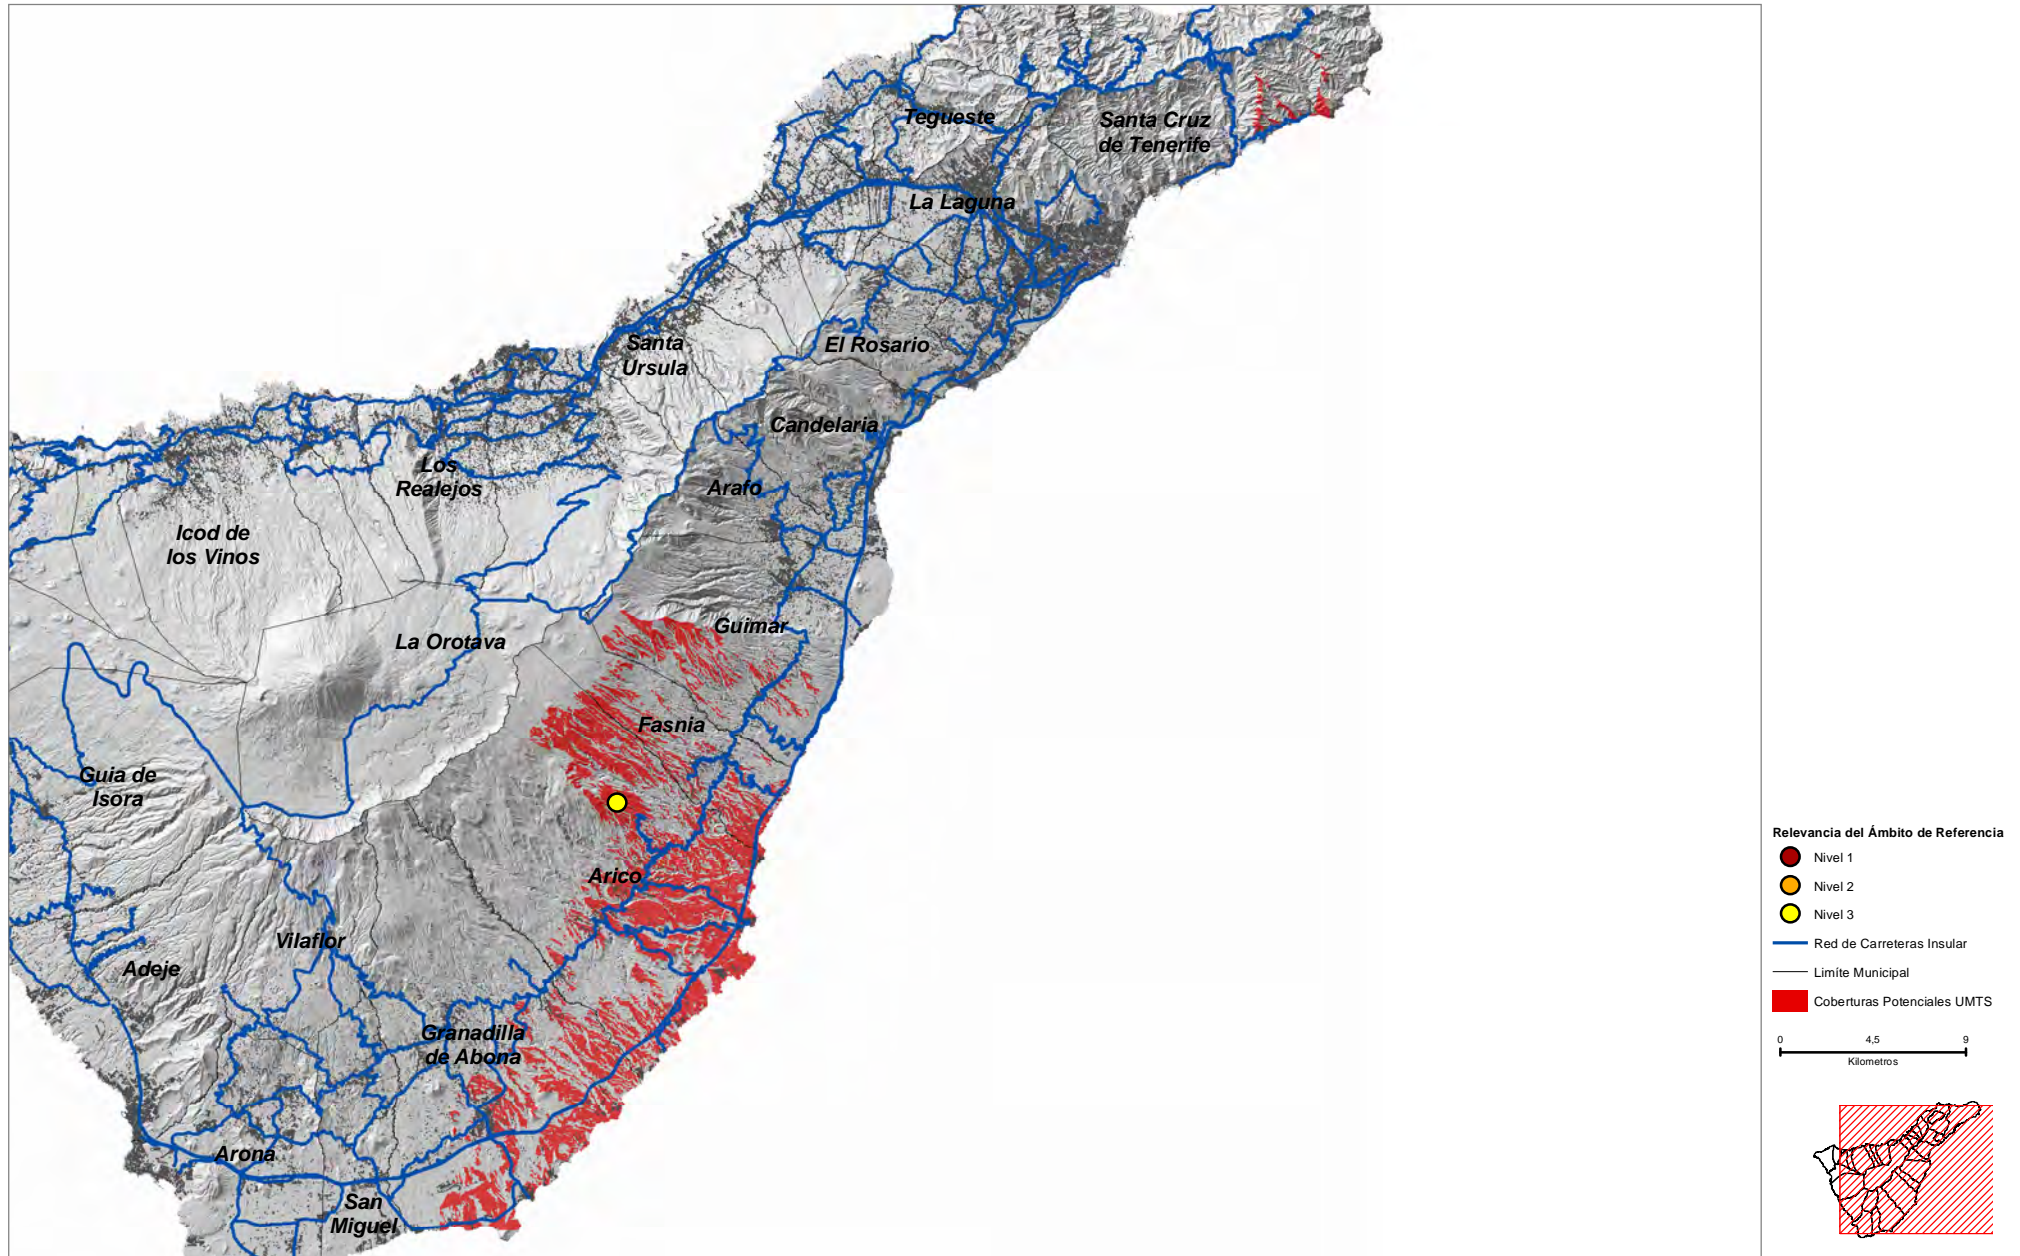 Tegueste
Santa Cruz
de Tenerife
La Laguna
Santa
Ursula
El Rosario
Candelaria
Los
Realejos
Arafo
Icod de
los Vinos
Guimar
La Orotava
Fasnia
Guia de
Isora
Arico
Vilaflor
Adeje
Granadilla
de Abona
Arona
San
Miguel
Relevancia del Ámbito de Referencia
Nivel 1
Nivel 2
Nivel 3
Red de Carreteras Insular
Limíte Municipal
Coberturas Potenciales UMTS
0 4,5 9
Kilometros